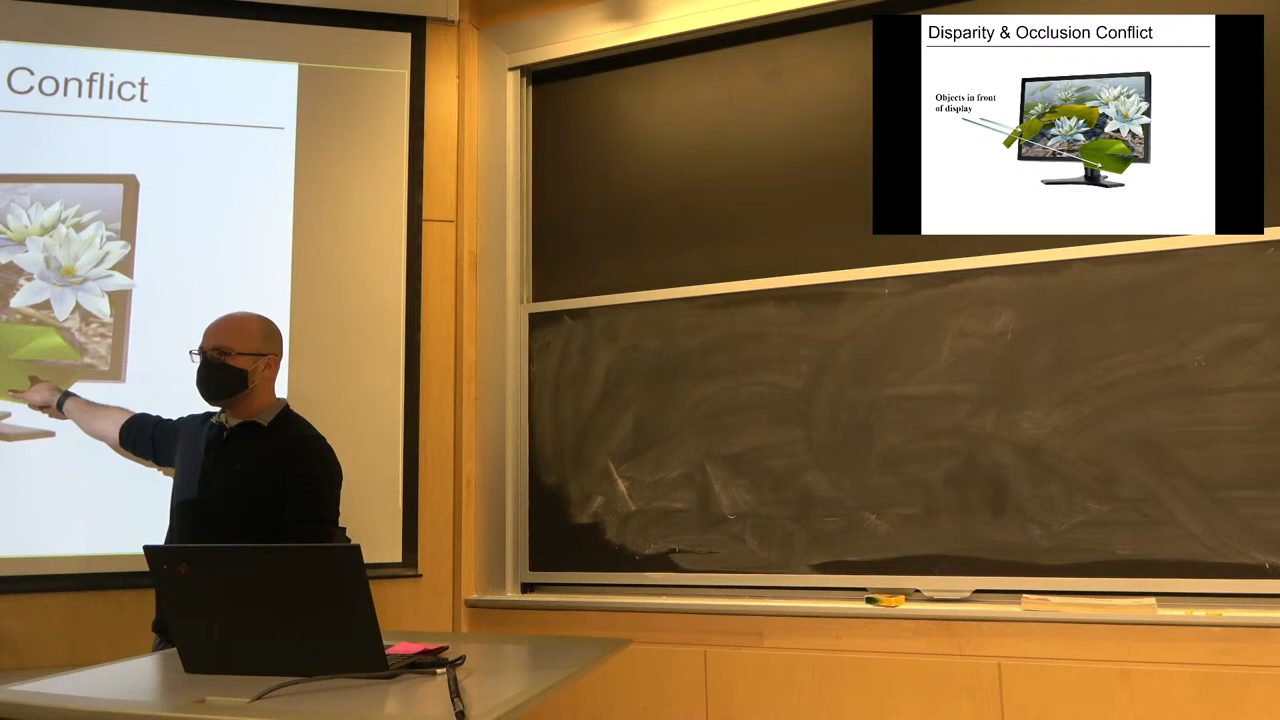 Conflict
Disparity & Occlusion Conflict
Objects in front
of display